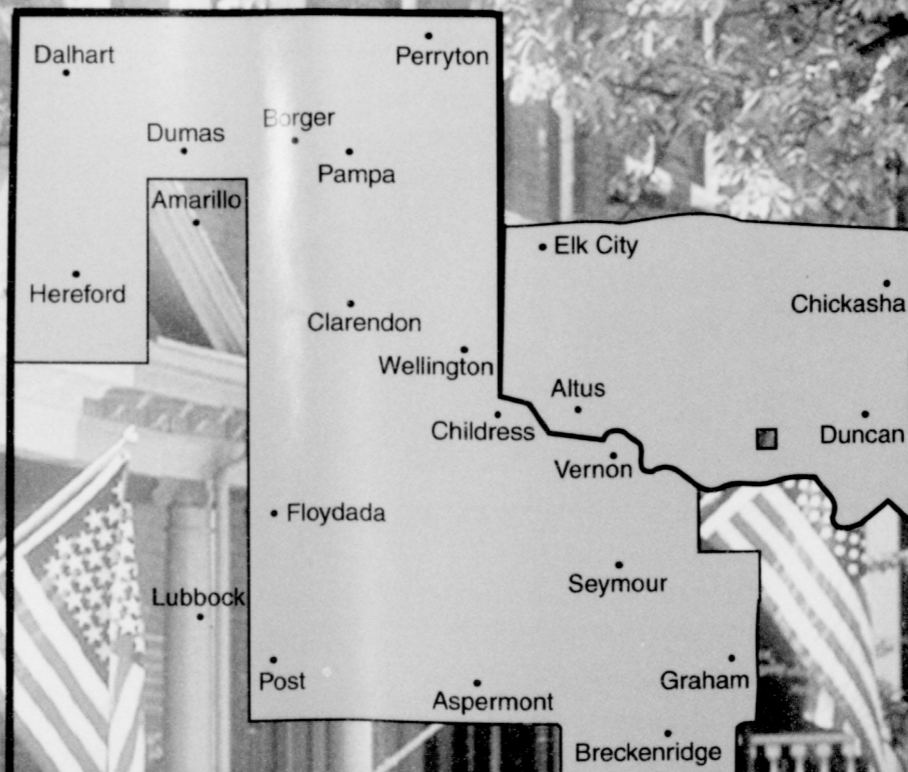 Perryton
Dalhart
Borger
Dumas
Pampa
Amarillo
Elk City
Hereford
Chickasha
Clarendon
Wellington
Altus
Childress
Duncan
Vernon
Floydada
Seymour
Lubbock
Post
Graham
Aspermont
Breckenridge